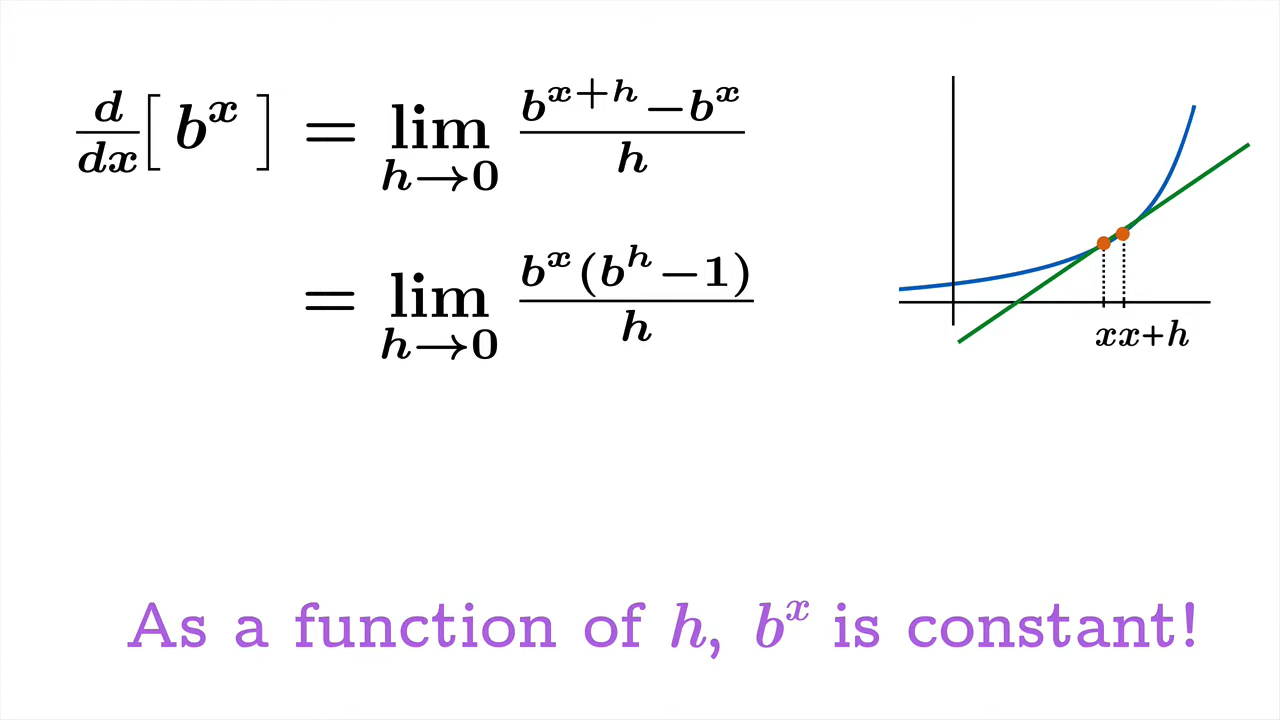 d/dx [ b^x ] = lim_{h→0} (b^{x+h} − b^x)/h
= lim_{h→0} (b^x (b^h − 1))/h
x x+h
As a function of h, b^x is constant!